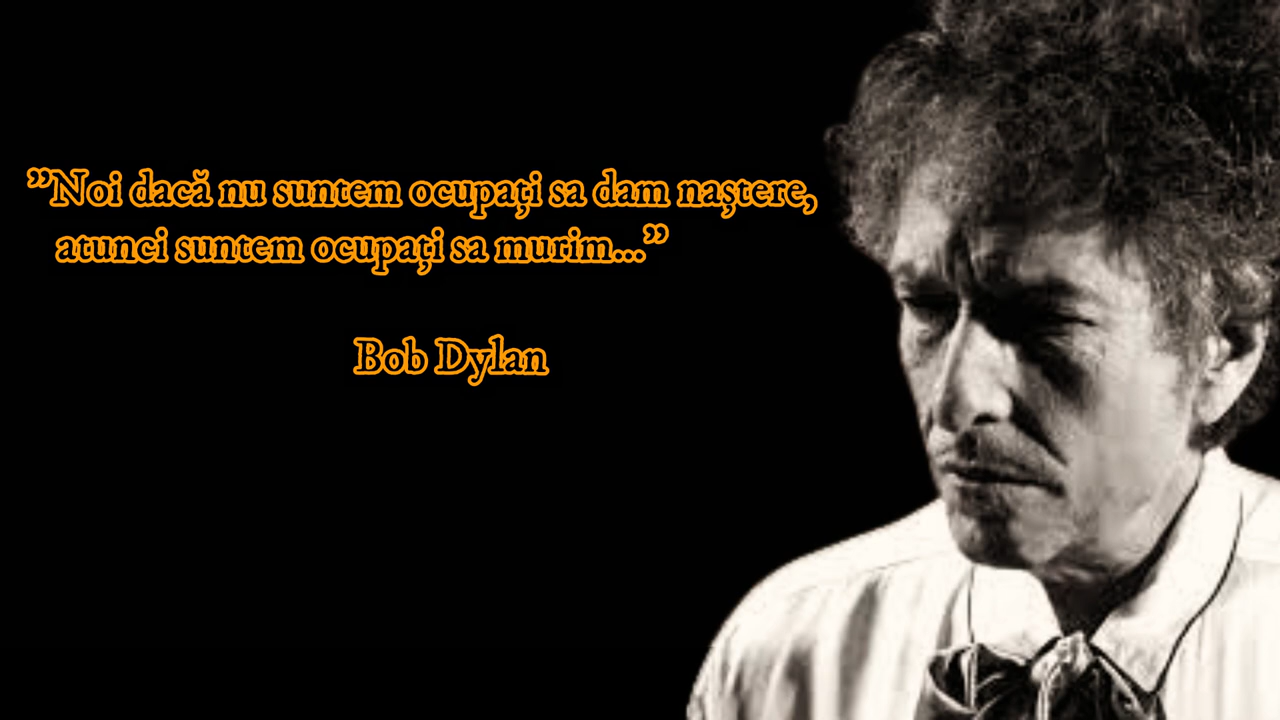 ”Noi dacă nu suntem ocupați sa dam naștere,
atunci suntem ocupați sa murim...”
Bob Dylan